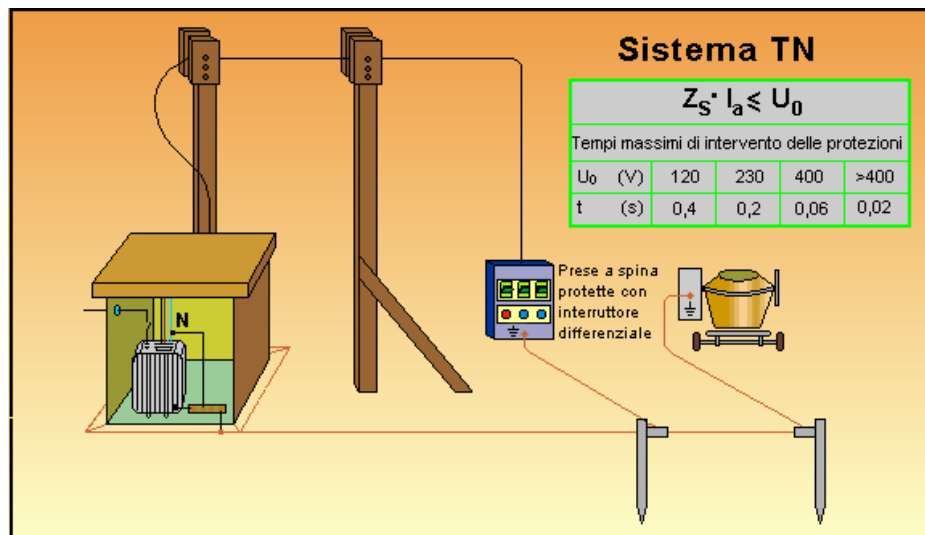 Sistema TN
Zs· Ia ≤ U0
Tempi massimi di intervento delle protezioni
U0 (V) 120 230 400 >400
t (s) 0,4 0,2 0,06 0,02
Prese a spina
protette con
interruttore
differenziale
N